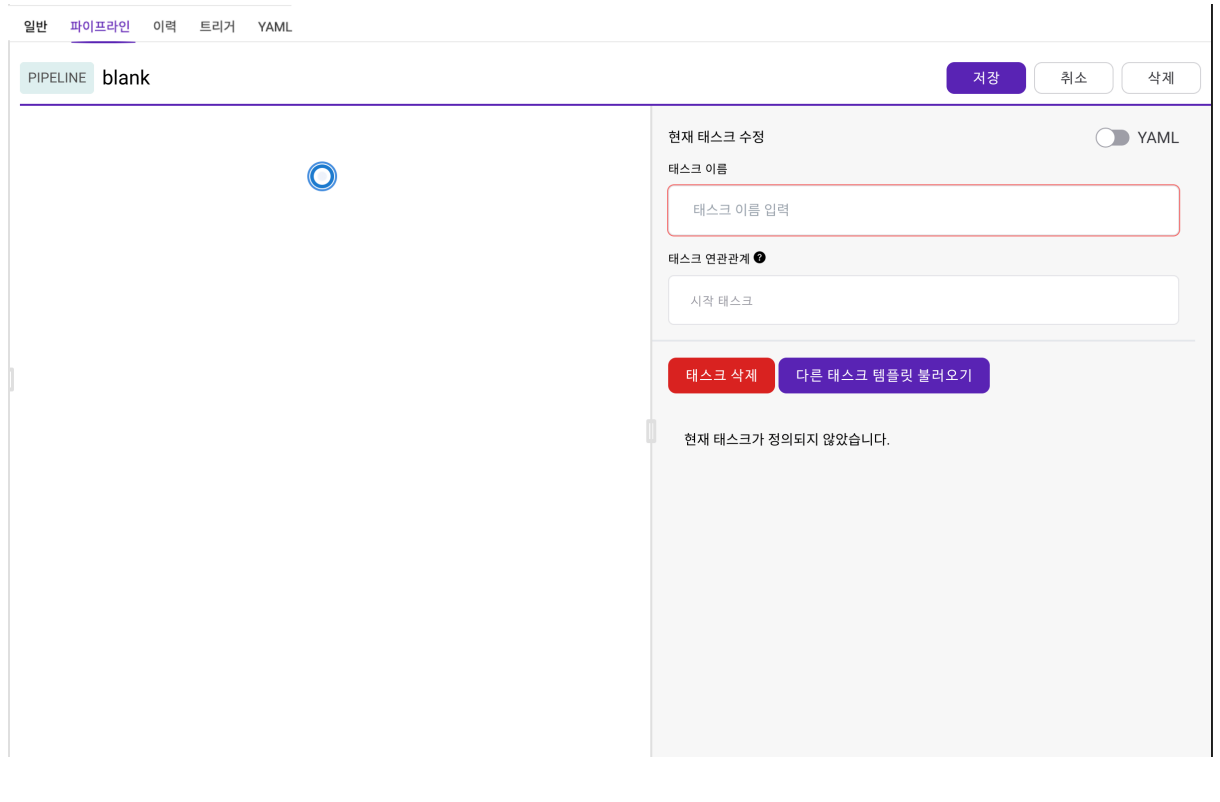 일반 파이프라인 이력 트리거 YAML
PIPELINE blank 저장 취소 삭제
현재 태스크 수정 YAML
태스크 이름
태스크 이름 입력
태스크 연관관계 ?
시작 태스크
태스크 삭제 다른 태스크 템플릿 불러오기
현재 태스크가 정의되지 않았습니다.